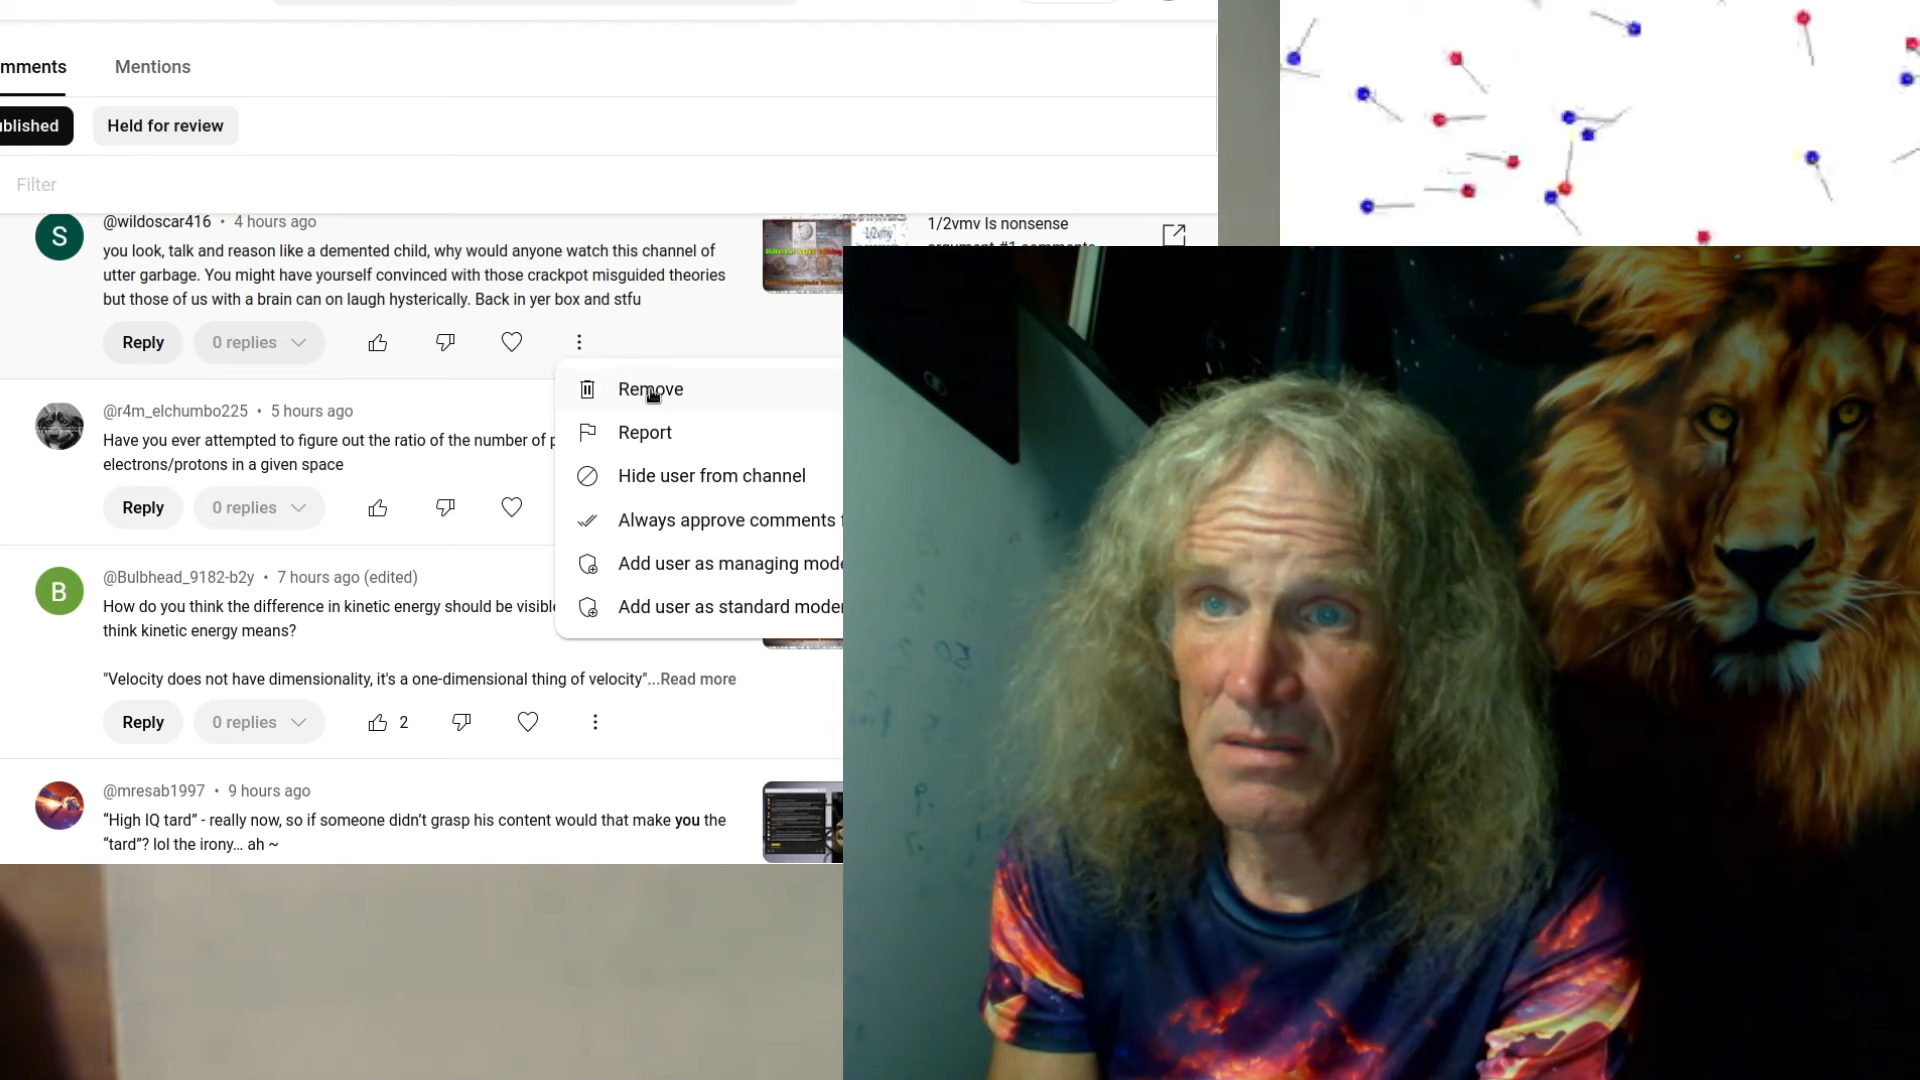 mments
Mentions
ublished
Held for review
Filter
S
@wildoscar416 • 4 hours ago
you look, talk and reason like a demented child, why would anyone watch this channel of
utter garbage. You might have yourself convinced with those crackpot misguided theories
but those of us with a brain can on laugh hysterically. Back in yer box and stfu
1/2vmv Is nonsense
argument #1 comments
Reply
0 replies
Remove
Report
Hide user from channel
Always approve comments f
Add user as managing mode
Add user as standard moder
@r4m_elchumbo225 • 5 hours ago
Have you ever attempted to figure out the ratio of the number of p
electrons/protons in a given space
Reply
0 replies
B
@Bulbhead_9182-b2y • 7 hours ago (edited)
How do you think the difference in kinetic energy should be visible
think kinetic energy means?
"Velocity does not have dimensionality, it's a one-dimensional thing of velocity"...Read more
Reply
0 replies
2
@mresab1997 • 9 hours ago
“High IQ tard” - really now, so if someone didn’t grasp his content would that make you the
“tard”? lol the irony… ah ~